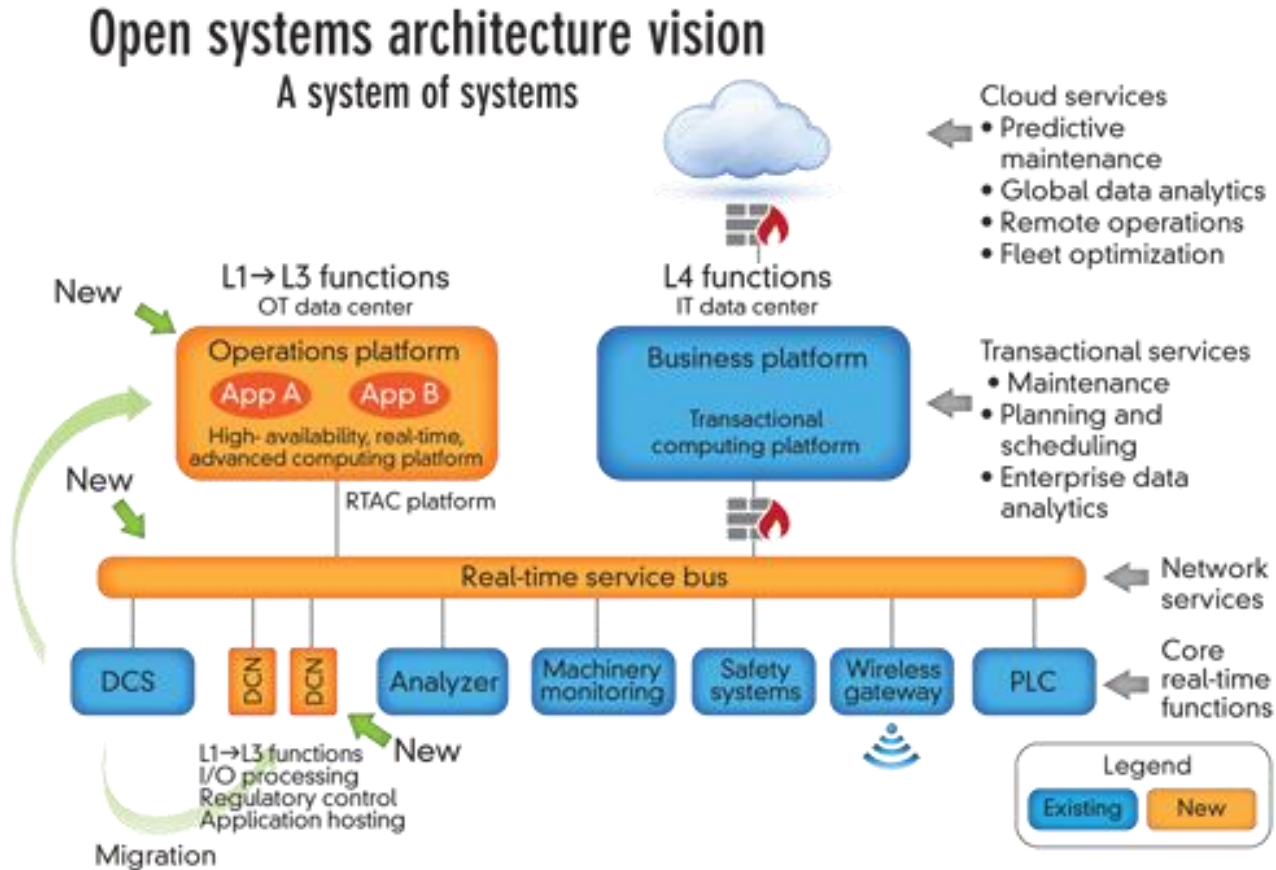 Open systems architecture vision
A system of systems
Cloud services
• Predictive
maintenance
• Global data analytics
• Remote operations
• Fleet optimization
New
L1→L3 functions
OT data center
L4 functions
IT data center
Operations platform
App A
App B
High- availability, real-time,
advanced computing platform
Business platform
Transactional
computing platform
Transactional services
• Maintenance
• Planning and
scheduling
• Enterprise data
analytics
New
RTAC platform
Real-time service bus
Network
services
DCS
DCN
DCN
Analyzer
Machinery
monitoring
Safety
systems
Wireless
gateway
PLC
Core
real-time
functions
New
L1→L3 functions
I/O processing
Regulatory control
Application hosting
Migration
Legend
Existing
New